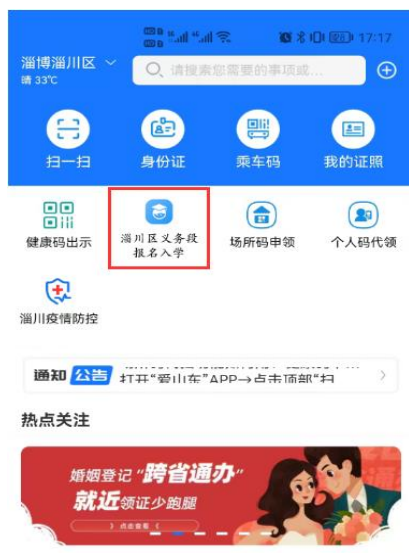 17:17
淄博淄川区
晴 33℃
请搜索您需要的事项或...
扫一扫
身份证
乘车码
我的证照
健康码出示
淄川区义务段
报名入学
场所码申领
个人码代领
淄川疫情防控
通知 公告
打开“爱山东”APP→点击顶部“扫
热点关注
婚姻登记“跨省通办”
就近领证少跑腿
点击查看